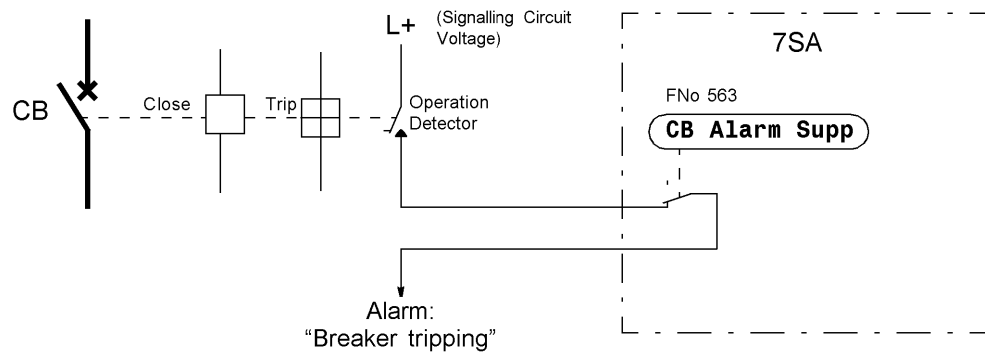 L+ (Signalling Circuit
Voltage)
7SA
CB
Close
Trip
Operation
Detector
FNo 563
CB Alarm Supp
Alarm:
“Breaker tripping”